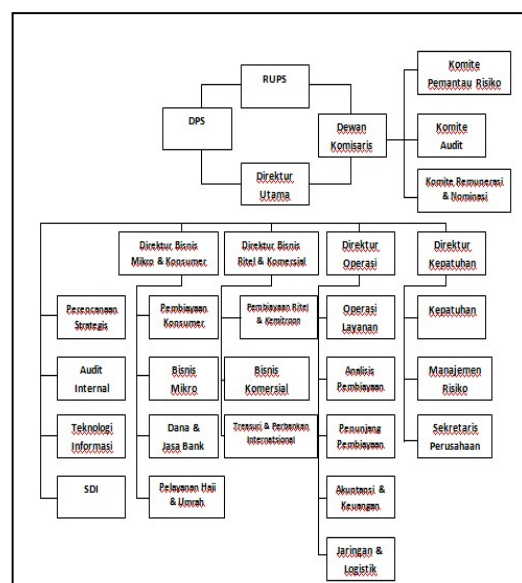 RUPS
Komite
Pemantau Risiko
DPS
Dewan
Komisaris
Komite
Audit
Direktur
Utama
Komite Remunerasi
& Nominasi
Direktur Bisnis
Mikro & Konsumer
Direktur Bisnis
Ritel & Komersial
Direktur
Operasi
Direktur
Kepatuhan
Perencanaan
Strategis
Pembiayaan
Konsumer
Pembiayaan Ritel
& Kemitraan
Operasi
Layanan
Kepatuhan
Audit
Internal
Bisnis
Mikro
Bisnis
Komersial
Analisis
Pembiayaan
Manajemen
Risiko
Teknologi
Informasi
Dana &
Jasa Bank
Treasuri & Perbankan
Internatsional
Penunjang
Pembiayaan
Sekretaris
Perusahaan
SDI
Pelayanan Haji
& Umrah
Akuntansi &
Keuangan
Jaringan &
Logistik